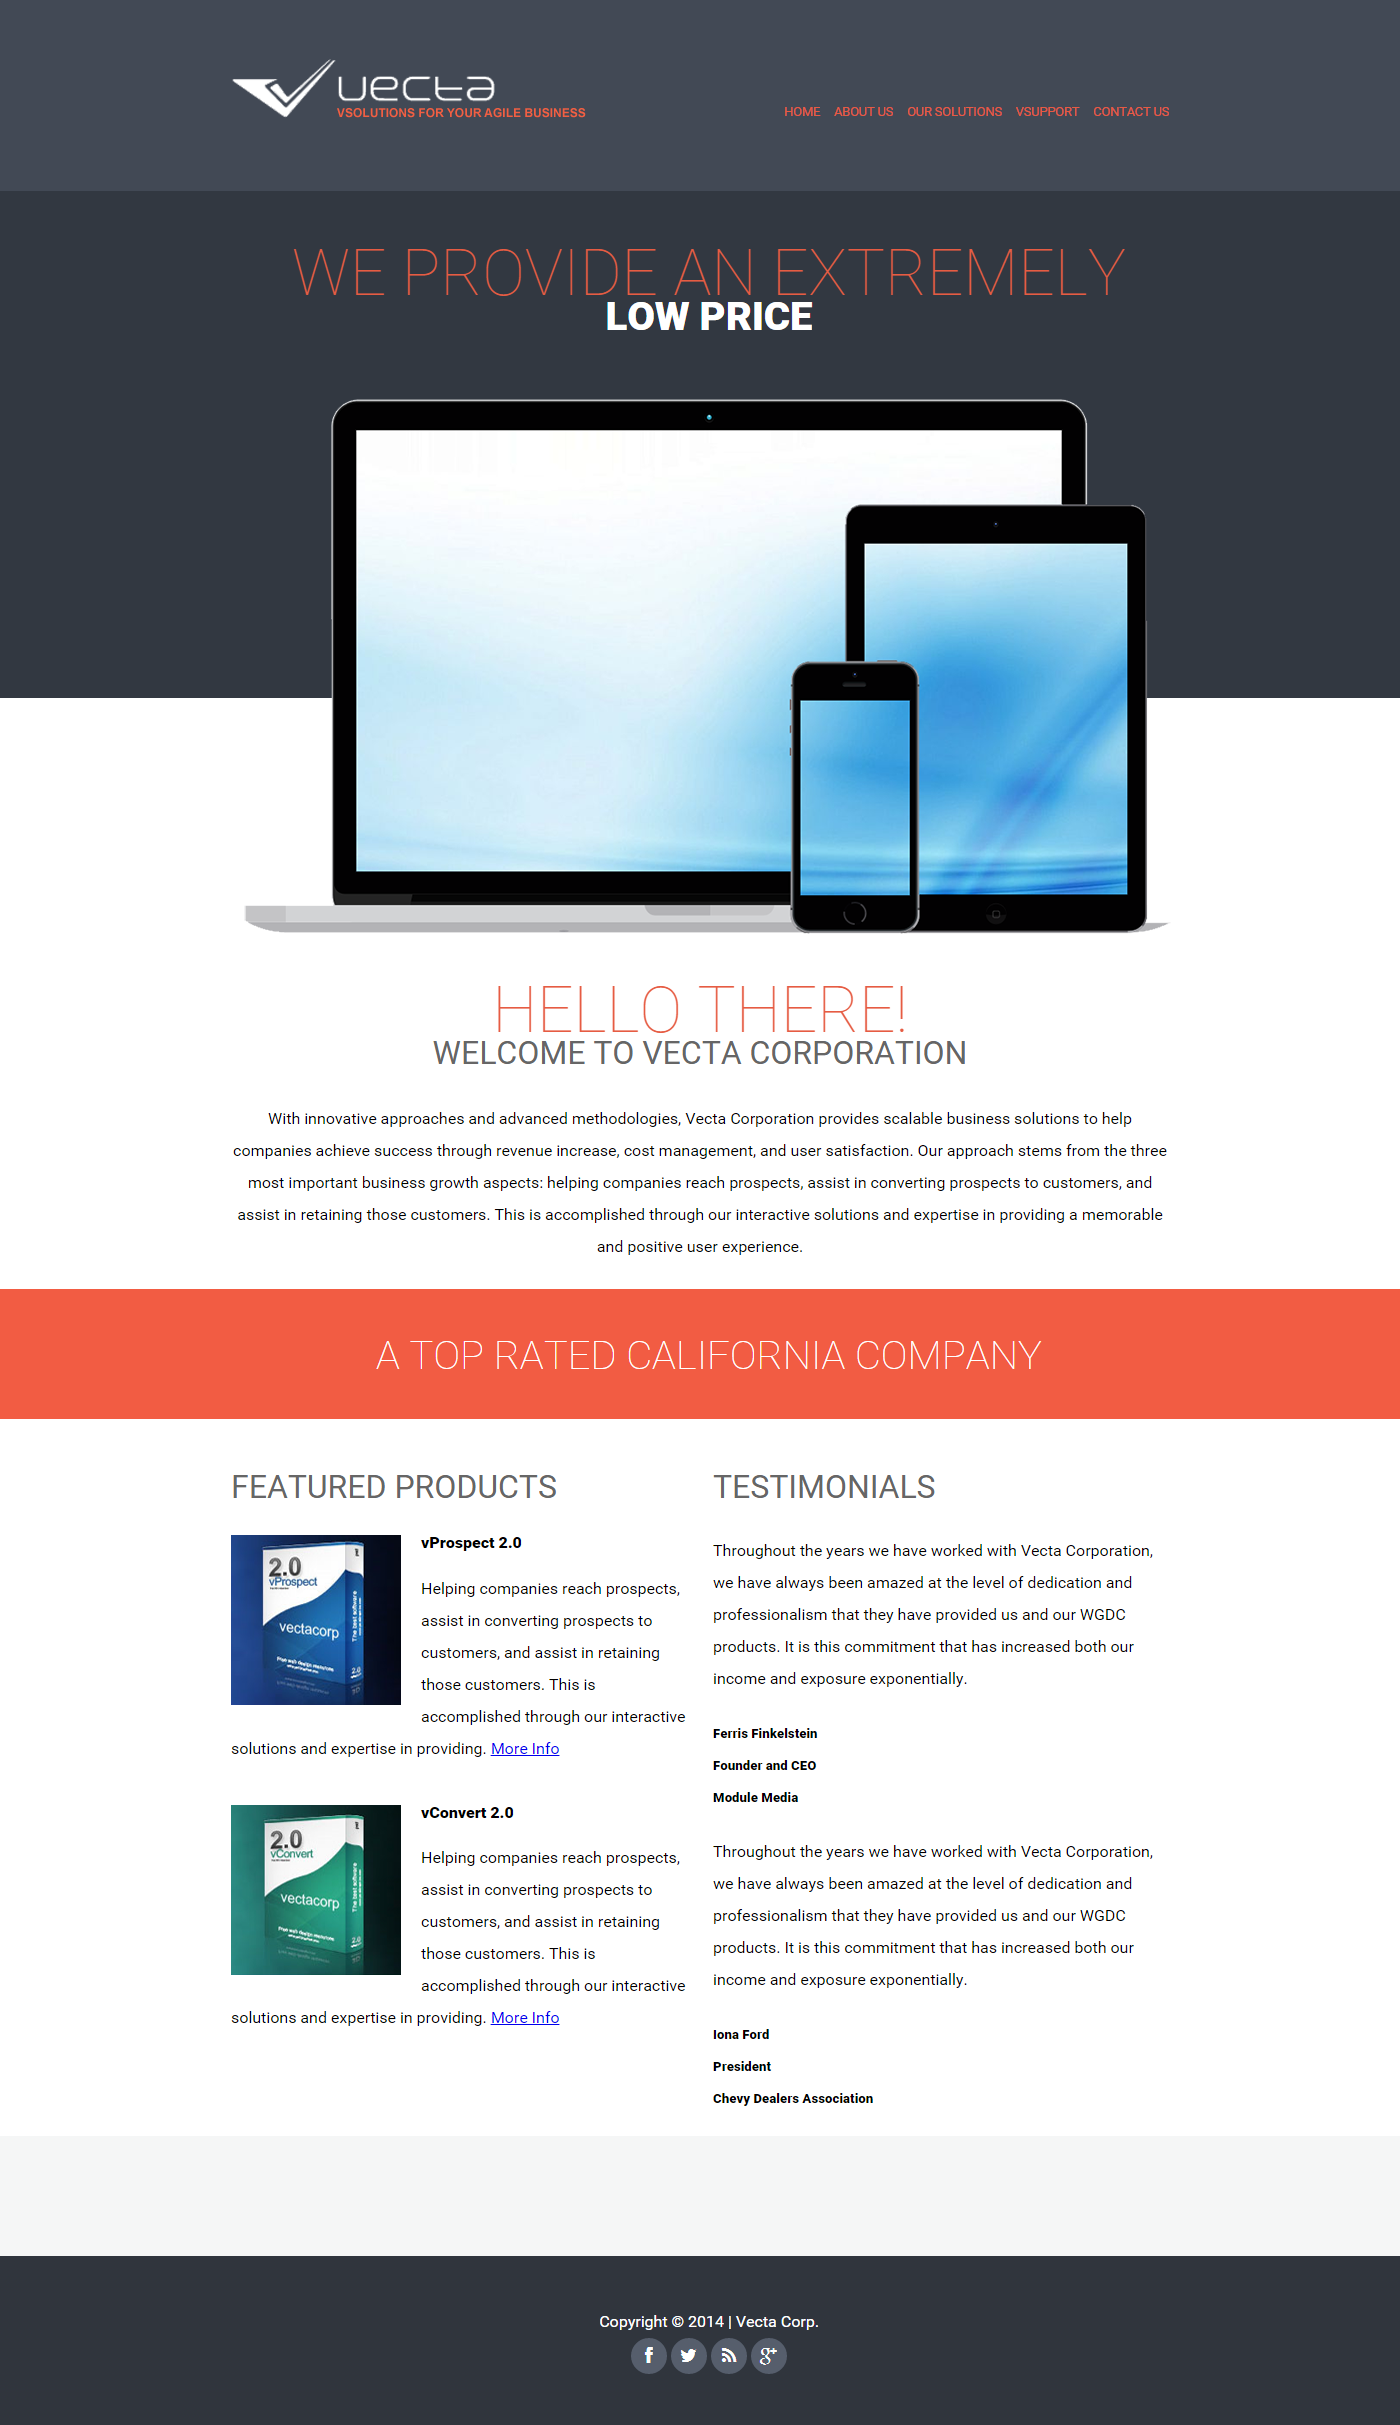 vecta
VSOLUTIONS FOR YOUR AGILE BUSINESS
HOME ABOUT US OUR SOLUTIONS VSUPPORT CONTACT US
WE PROVIDE AN EXTREMELY
LOW PRICE
HELLO THERE!
WELCOME TO VECTA CORPORATION
With innovative approaches and advanced methodologies, Vecta Corporation provides scalable business solutions to help
companies achieve success through revenue increase, cost management, and user satisfaction. Our approach stems from the three
most important business growth aspects: helping companies reach prospects, assist in converting prospects to customers, and
assist in retaining those customers. This is accomplished through our interactive solutions and expertise in providing a memorable
and positive user experience.
A TOP RATED CALIFORNIA COMPANY
FEATURED PRODUCTS
2.0
vProspect
vectacorp
The best software
2.0
vProspect 2.0
Helping companies reach prospects,
assist in converting prospects to
customers, and assist in retaining
those customers. This is
accomplished through our interactive
solutions and expertise in providing. More Info
2.0
vConvert
vectacorp
The best software
2.0
vConvert 2.0
Helping companies reach prospects,
assist in converting prospects to
customers, and assist in retaining
those customers. This is
accomplished through our interactive
solutions and expertise in providing. More Info
TESTIMONIALS
Throughout the years we have worked with Vecta Corporation,
we have always been amazed at the level of dedication and
professionalism that they have provided us and our WGDC
products. It is this commitment that has increased both our
income and exposure exponentially.
Ferris Finkelstein
Founder and CEO
Module Media
Throughout the years we have worked with Vecta Corporation,
we have always been amazed at the level of dedication and
professionalism that they have provided us and our WGDC
products. It is this commitment that has increased both our
income and exposure exponentially.
Iona Ford
President
Chevy Dealers Association
Copyright © 2014 | Vecta Corp.